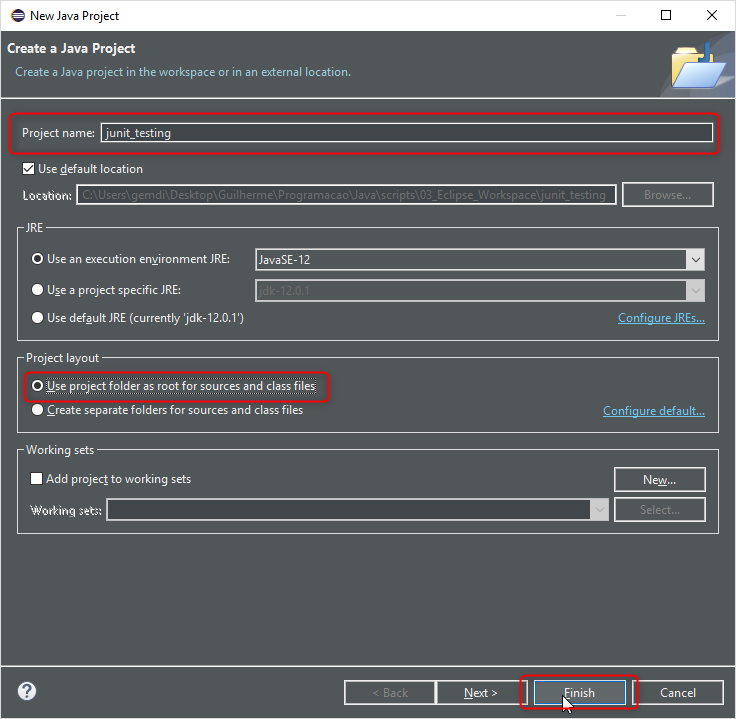 New Java Project
Create a Java Project
Create a Java project in the workspace or in an external location.
Project name: junit_testing
Use default location
Location: C:\Users\gemdi\Desktop\Guilherme\Programacao\Java\scripts\03_Eclipse_Workspace\junit_testing Browse...
JRE
Use an execution environment JRE: JavaSE-12
Use a project specific JRE: jdk-12.0.1
Use default JRE (currently 'jdk-12.0.1') Configure JREs...
Project layout
Use project folder as root for sources and class files
Create separate folders for sources and class files Configure default...
Working sets
Add project to working sets New...
Working sets: Select...
? < Back Next > Finish Cancel